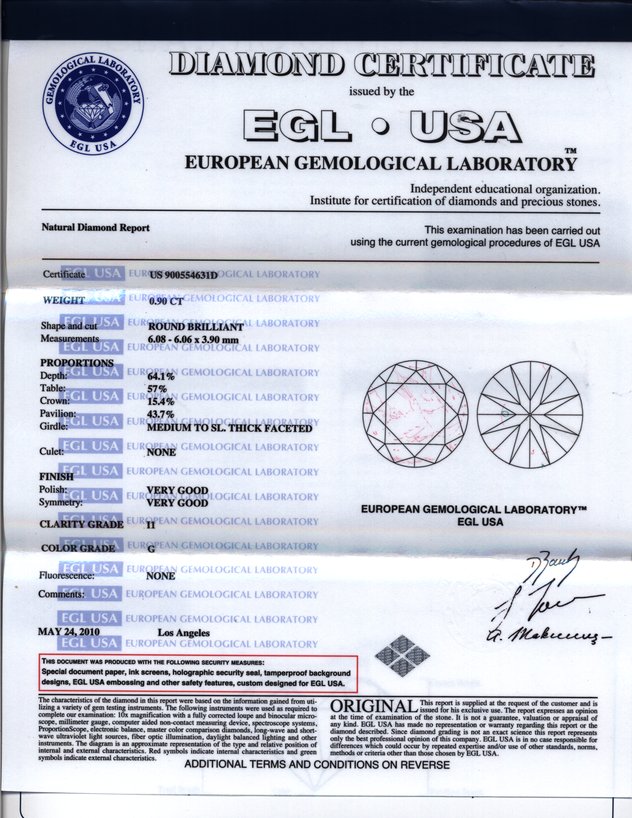 GEMOLOGICAL LABORATORY
EGL USA
DIAMOND CERTIFICATE
issued by the
EGL • USA
EUROPEAN GEMOLOGICAL LABORATORY™
Independent educational organization.
Institute for certification of diamonds and precious stones.
Natural Diamond Report
This examination has been carried out
using the current gemological procedures of EGL USA
Certificate US 900554631D
WEIGHT 0.90 CT
Shape and cut ROUND BRILLIANT
Measurements 6.08 - 6.06 x 3.90 mm
PROPORTIONS
Depth: 64.1%
Table: 57%
Crown: 15.4%
Pavilion: 43.7%
Girdle: MEDIUM TO SL. THICK FACETED
Culet: NONE
FINISH
Polish: VERY GOOD
Symmetry: VERY GOOD
CLARITY GRADE I1
COLOR GRADE G
Fluorescence: NONE
Comments:
EGL USA EUROPEAN GEMOLOGICAL LABORATORY
MAY 24, 2010 Los Angeles
EUROPEAN GEMOLOGICAL LABORATORY™
EGL USA
THIS DOCUMENT WAS PRODUCED WITH THE FOLLOWING SECURITY MEASURES:
Special document paper, ink screens, holographic security seal, tamperproof background
designs, EGL USA embossing and other safety features, custom designed for EGL USA.
The characteristics of the diamond in this report were based on the information gained from uti-
lizing a variety of gem testing instruments. The following instruments were used as required to
complete our examination: 10x magnification with a fully corrected loupe and binocular micro-
scope, millimeter gauge, computer aided non-contact measuring device, spectroscope systems,
ProportionScope, electronic balance, master color comparison diamonds, long-wave and short-
wave ultraviolet light sources, fiber optic illumination, daylight balanced lighting and other
instruments. The diagram is an approximate representation of the type and relative position of
internal and external characteristics. Red symbols indicate internal characteristics and green
symbols indicate external characteristics.
ORIGINAL This report is supplied at the request of the customer and is
issued for his exclusive use. The report expresses an opinion
at the time of examination of the stone. It is not a guarantee, valuation or appraisal of
any kind. EGL USA has made no representation or warranty regarding this report or the
diamond described. Since diamond grading is not an exact science this report represents
only the best professional opinion of this company. EGL USA is in no case responsible for
differences which could occur by repeated expertise and/or use of other standards, norms,
methods or criteria other than those chosen by EGL USA.
ADDITIONAL TERMS AND CONDITIONS ON REVERSE